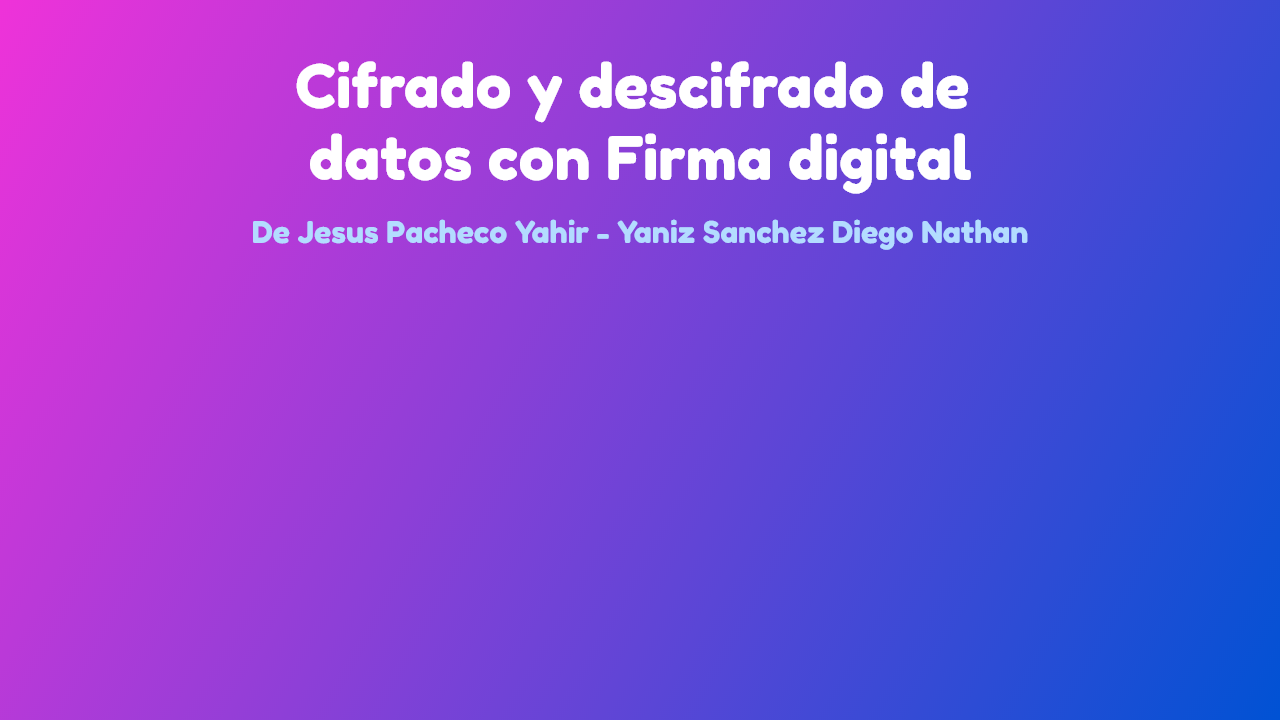 Cifrado y descifrado de
datos con Firma digital
De Jesus Pacheco Yahir - Yaniz Sanchez Diego Nathan